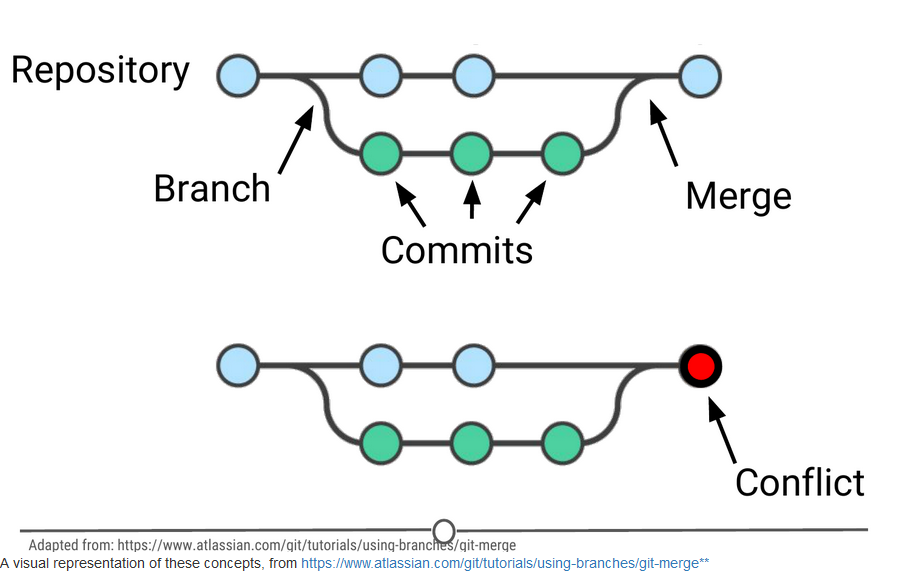 Repository
Branch
Merge
Commits
Conflict
Adapted from: https://www.atlassian.com/git/tutorials/using-branches/git-merge
A visual representation of these concepts, from https://www.atlassian.com/git/tutorials/using-branches/git-merge**